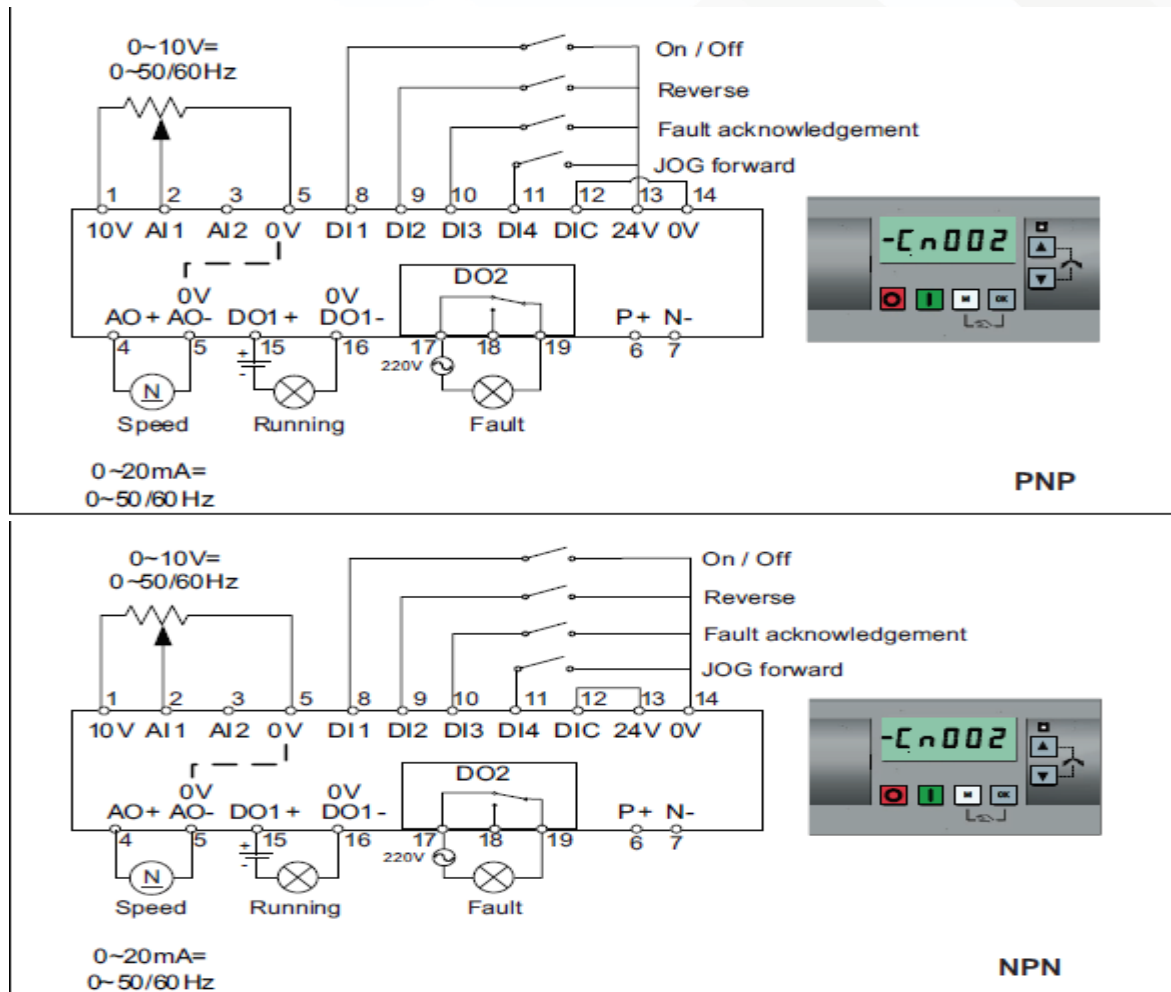 0~10V=
0~50/60Hz
On / Off
Reverse
Fault acknowledgement
JOG forward
1 2 3 5 8 9 10 11 12 13 14
10V AI1 AI2 0V DI1 DI2 DI3 DI4 DIC 24V 0V
DO2
0V 0V
AO+ AO- DO1+ DO1- P+ N-
4 5 15 16 17 18 19 6 7
+
-
220V
N
Speed Running Fault
0~20mA=
0~50/60 Hz
PNP
-Cn002
M OK
0~10V=
0~50/60Hz
On / Off
Reverse
Fault acknowledgement
JOG forward
1 2 3 5 8 9 10 11 12 13 14
10V AI1 AI2 0V DI1 DI2 DI3 DI4 DIC 24V 0V
DO2
0V 0V
AO+ AO- DO1+ DO1- P+ N-
4 5 15 16 17 18 19 6 7
+
-
220V
N
Speed Running Fault
0~20mA=
0~50/60Hz
NPN
-Cn002
M OK